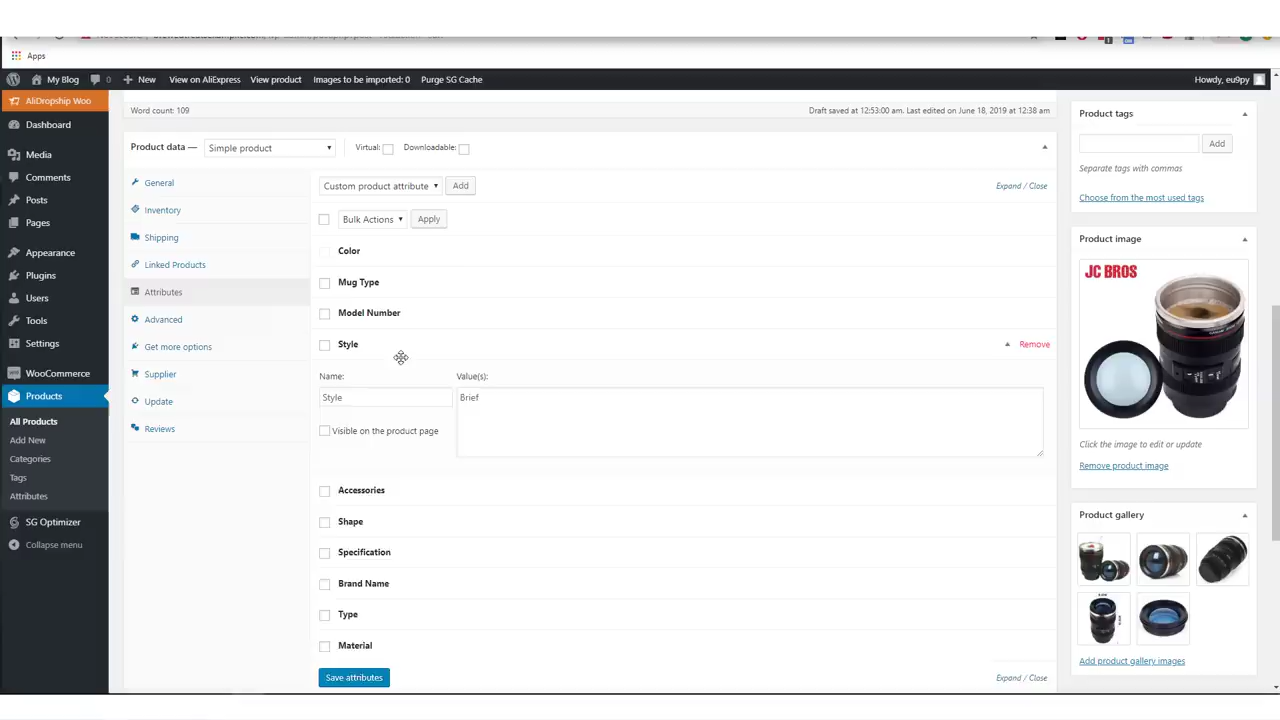 Apps
My Blog
0
New
View on AliExpress
View product
Images to be imported: 0
Purge SG Cache
Howdy, eu9py
AliDropship Woo
Dashboard
Media
Comments
Posts
Pages
Appearance
Plugins
Users
Tools
Settings
WooCommerce
Products
All Products
Add New
Categories
Tags
Attributes
SG Optimizer
Collapse menu
Word count: 109
Draft saved at 12:53:00 am. Last edited on June 18, 2019 at 12:38 am
Product data —
Simple product
Virtual:
Downloadable:
General
Inventory
Shipping
Linked Products
Attributes
Advanced
Get more options
Supplier
Update
Reviews
Custom product attribute
Add
Expand / Close
Bulk Actions
Apply
Color
Mug Type
Model Number
Style
Remove
Name:
Value(s):
Style
Brief
Visible on the product page
Accessories
Shape
Specification
Brand Name
Type
Material
Save attributes
Expand / Close
Product tags
Add
Separate tags with commas
Choose from the most used tags
Product image
JC BROS
Click the image to edit or update
Remove product image
Product gallery
Add product gallery images